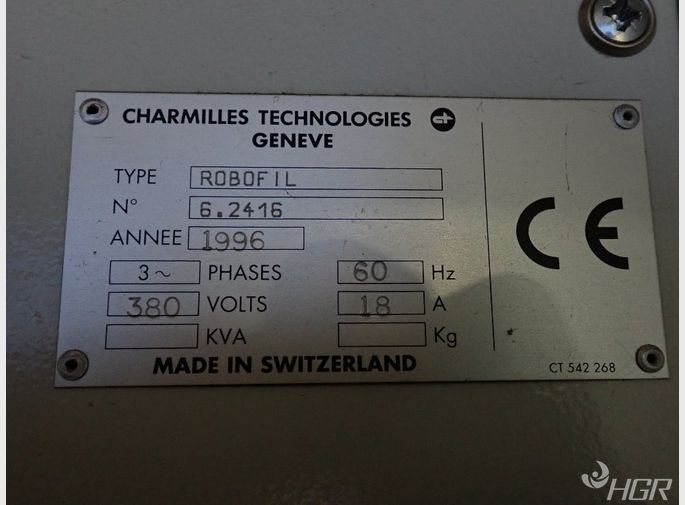 CHARMILLES TECHNOLOGIES
GENEVE
TYPE ROBOFIL
N° 6.2416
ANNEE 1996
3~ PHASES 60 Hz
380 VOLTS 18 A
KVA Kg
MADE IN SWITZERLAND
CE
CT 542 268
HGR